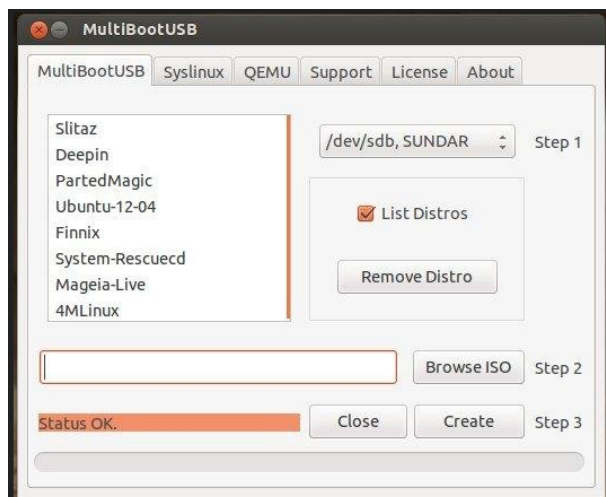 MultiBootUSB
MultiBootUSB Syslinux QEMU Support License About
Slitaz
Deepin
PartedMagic
Ubuntu-12-04
Finnix
System-Rescuecd
Mageia-Live
4MLinux
/dev/sdb, SUNDAR Step 1
List Distros
Remove Distro
Browse ISO Step 2
Status OK. Close Create Step 3